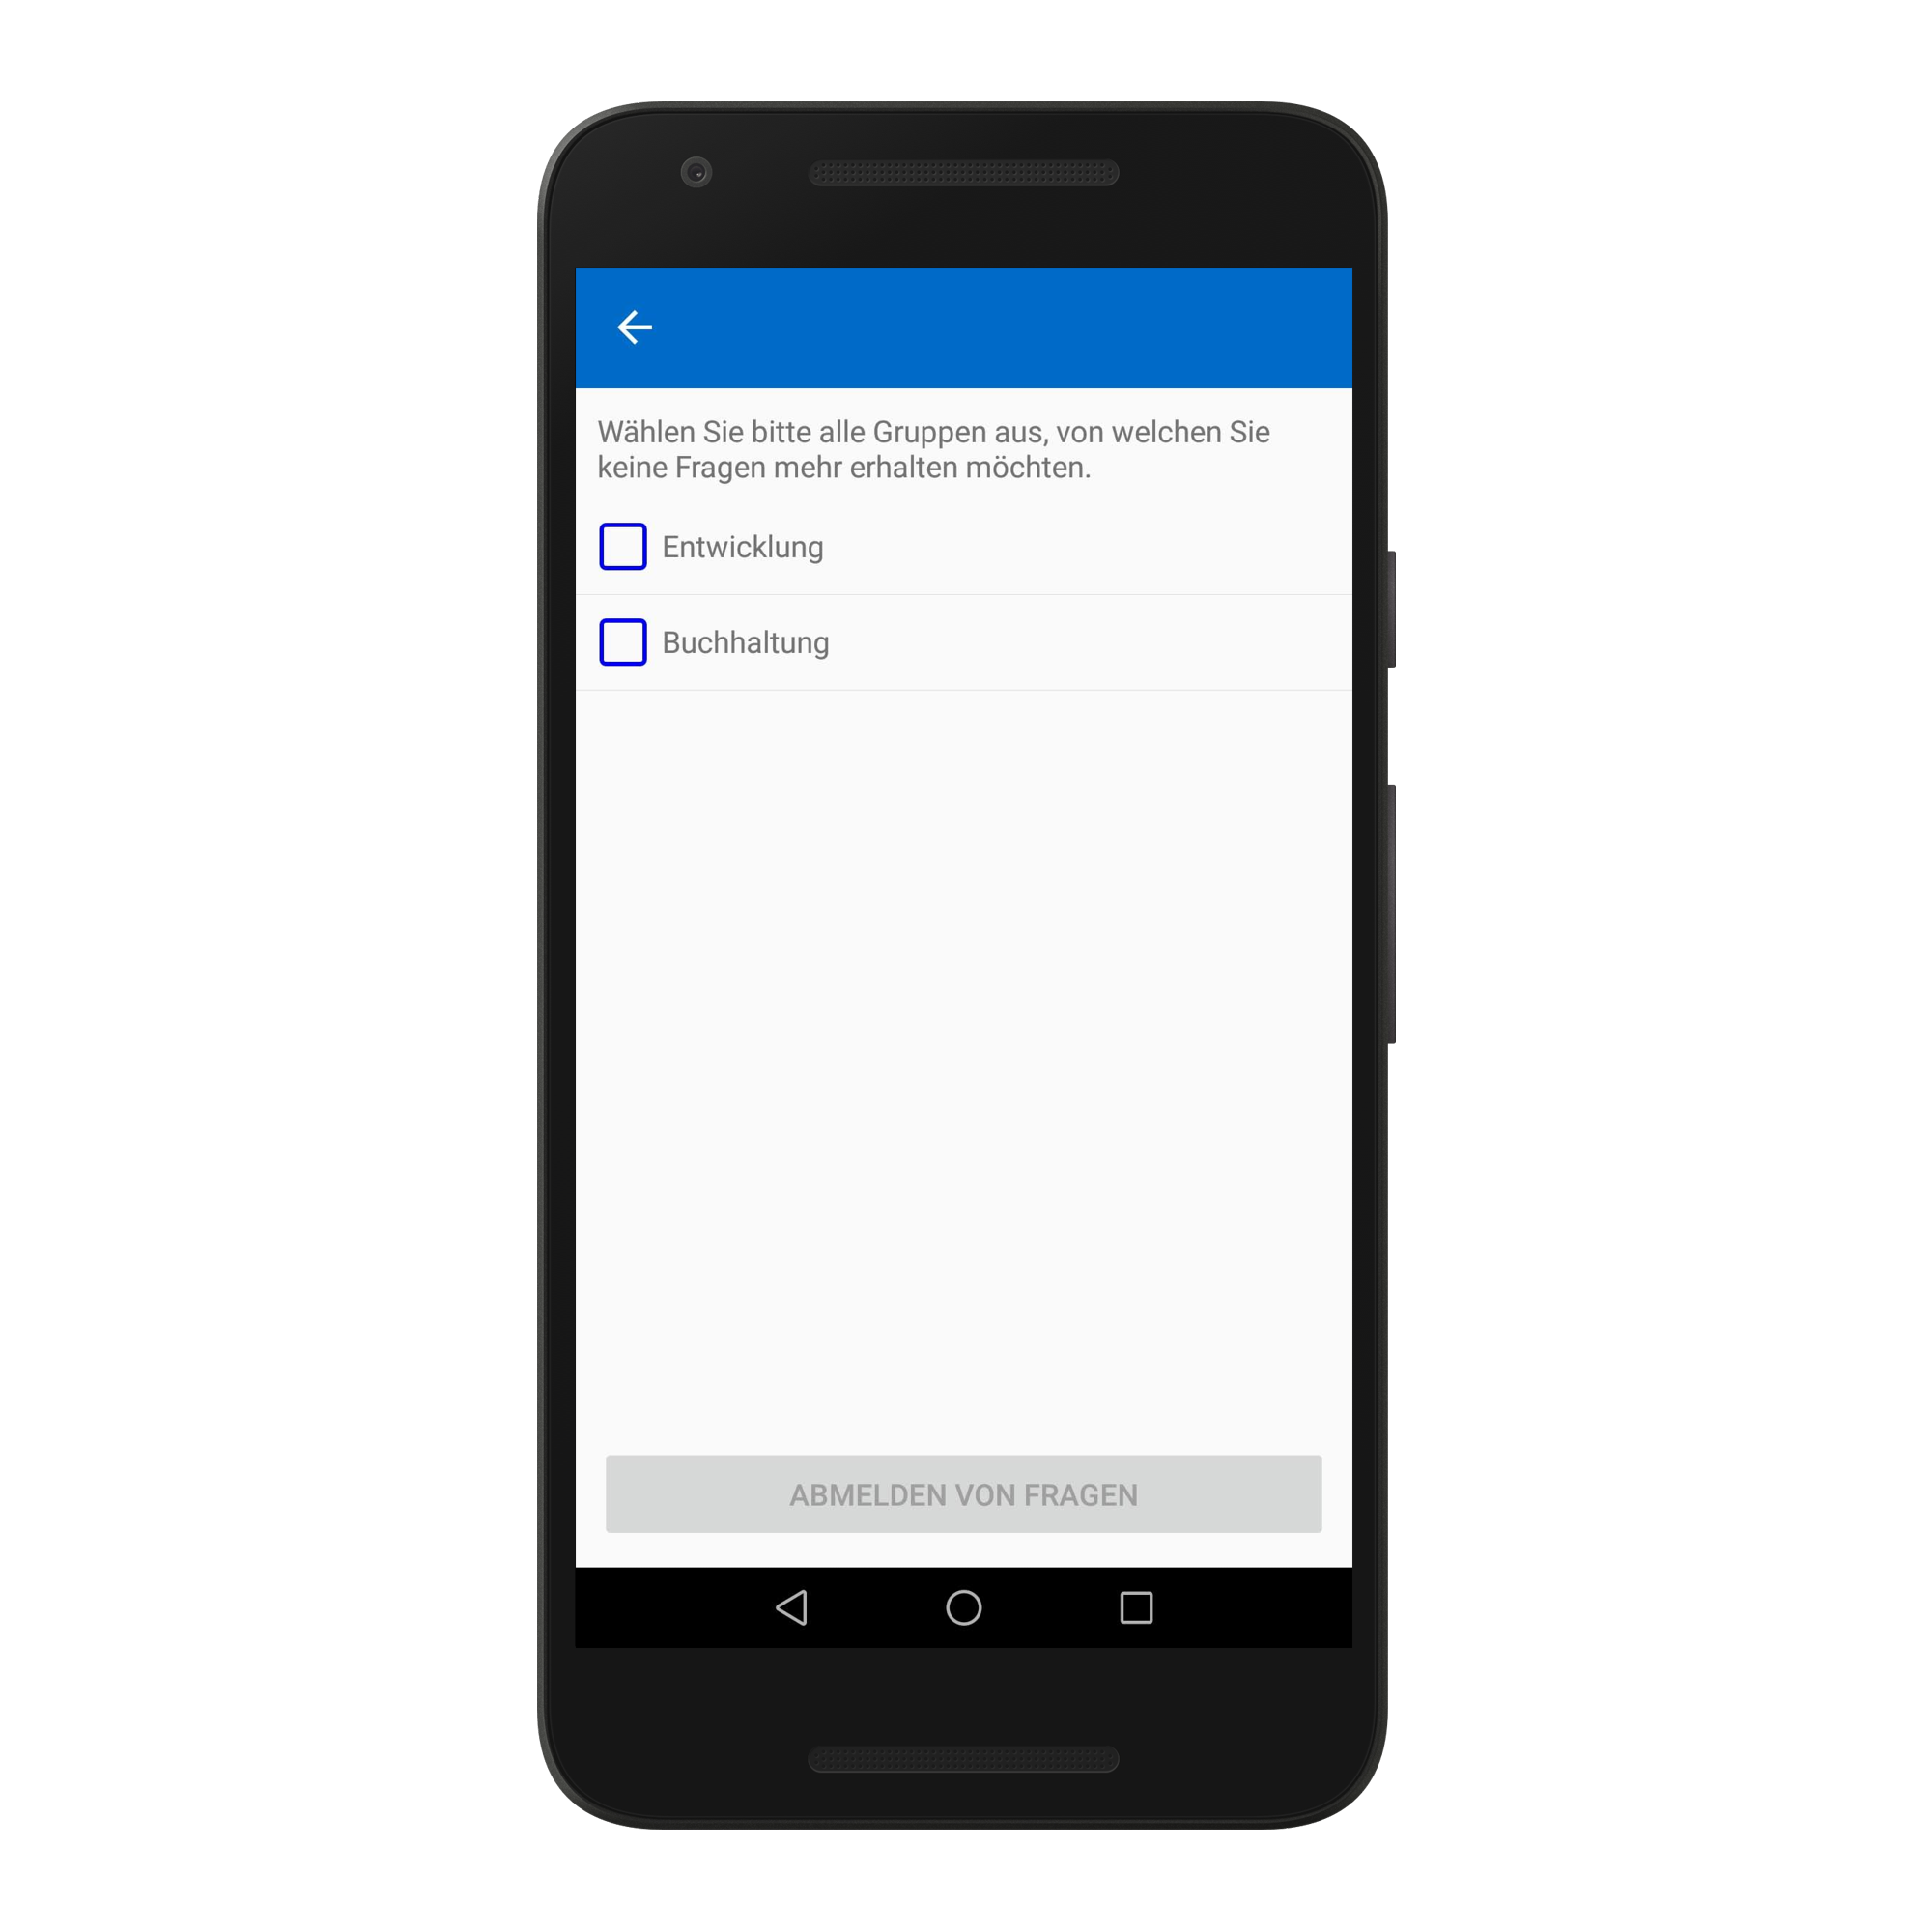 Wählen Sie bitte alle Gruppen aus, von welchen Sie
keine Fragen mehr erhalten möchten.
Entwicklung
Buchhaltung
ABMELDEN VON FRAGEN